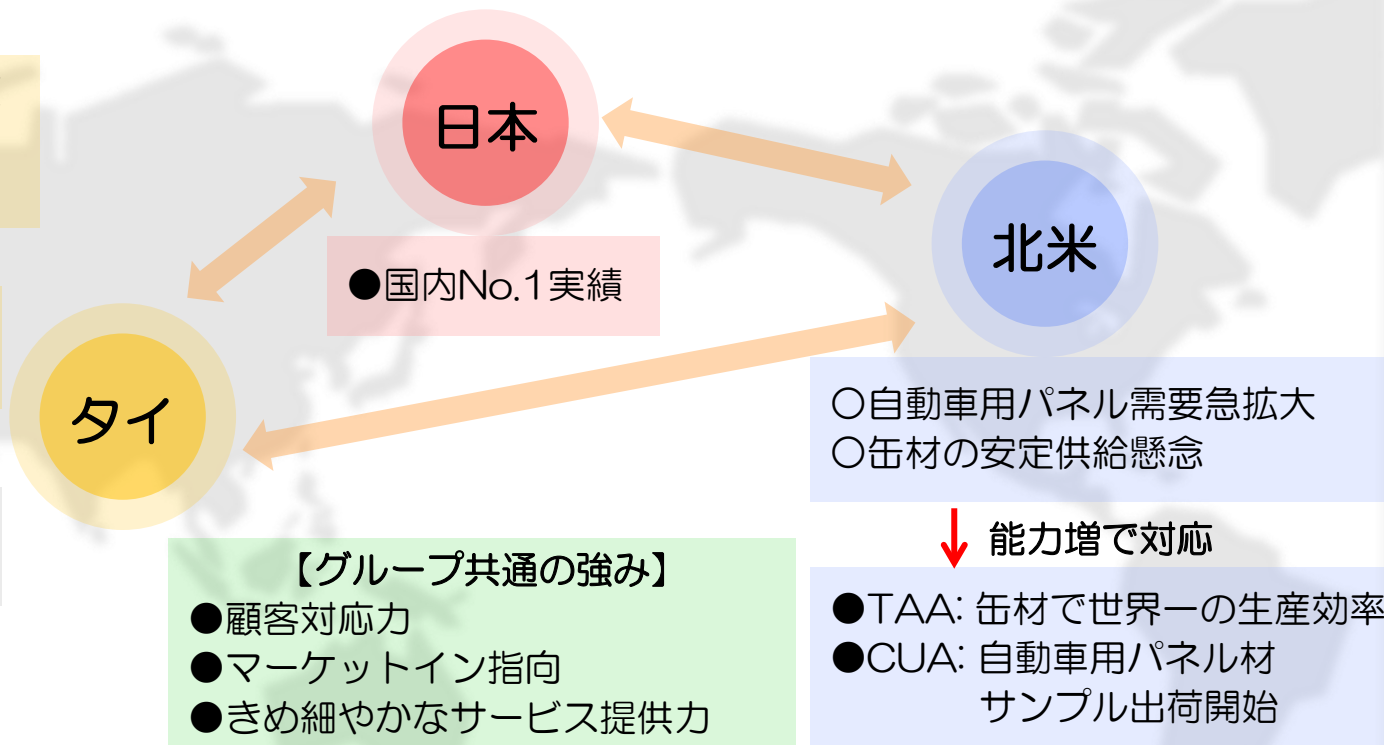 日本
●国内No.1実績
北米
タイ
○自動車用パネル需要急拡大
○缶材の安定供給懸念
能力増で対応
●TAA: 缶材で世界一の生産効率
●CUA: 自動車用パネル材
サンプル出荷開始
【グループ共通の強み】
●顧客対応力
●マーケットイン指向
●きめ細やかなサービス提供力